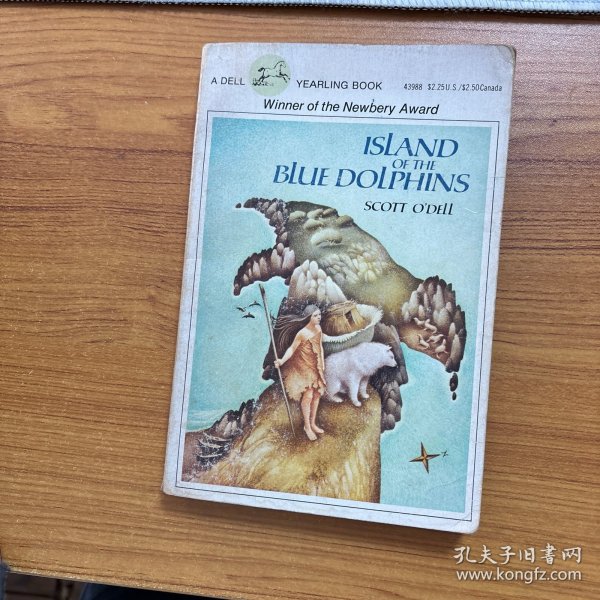 A DELL YEARLING BOOK 43988 $2.25 U.S./$2.50 Canada
Winner of the Newbery Award
ISLAND
OF THE
BLUE DOLPHINS
SCOTT O'DELL
孔夫子旧书网
www.kongfz.com